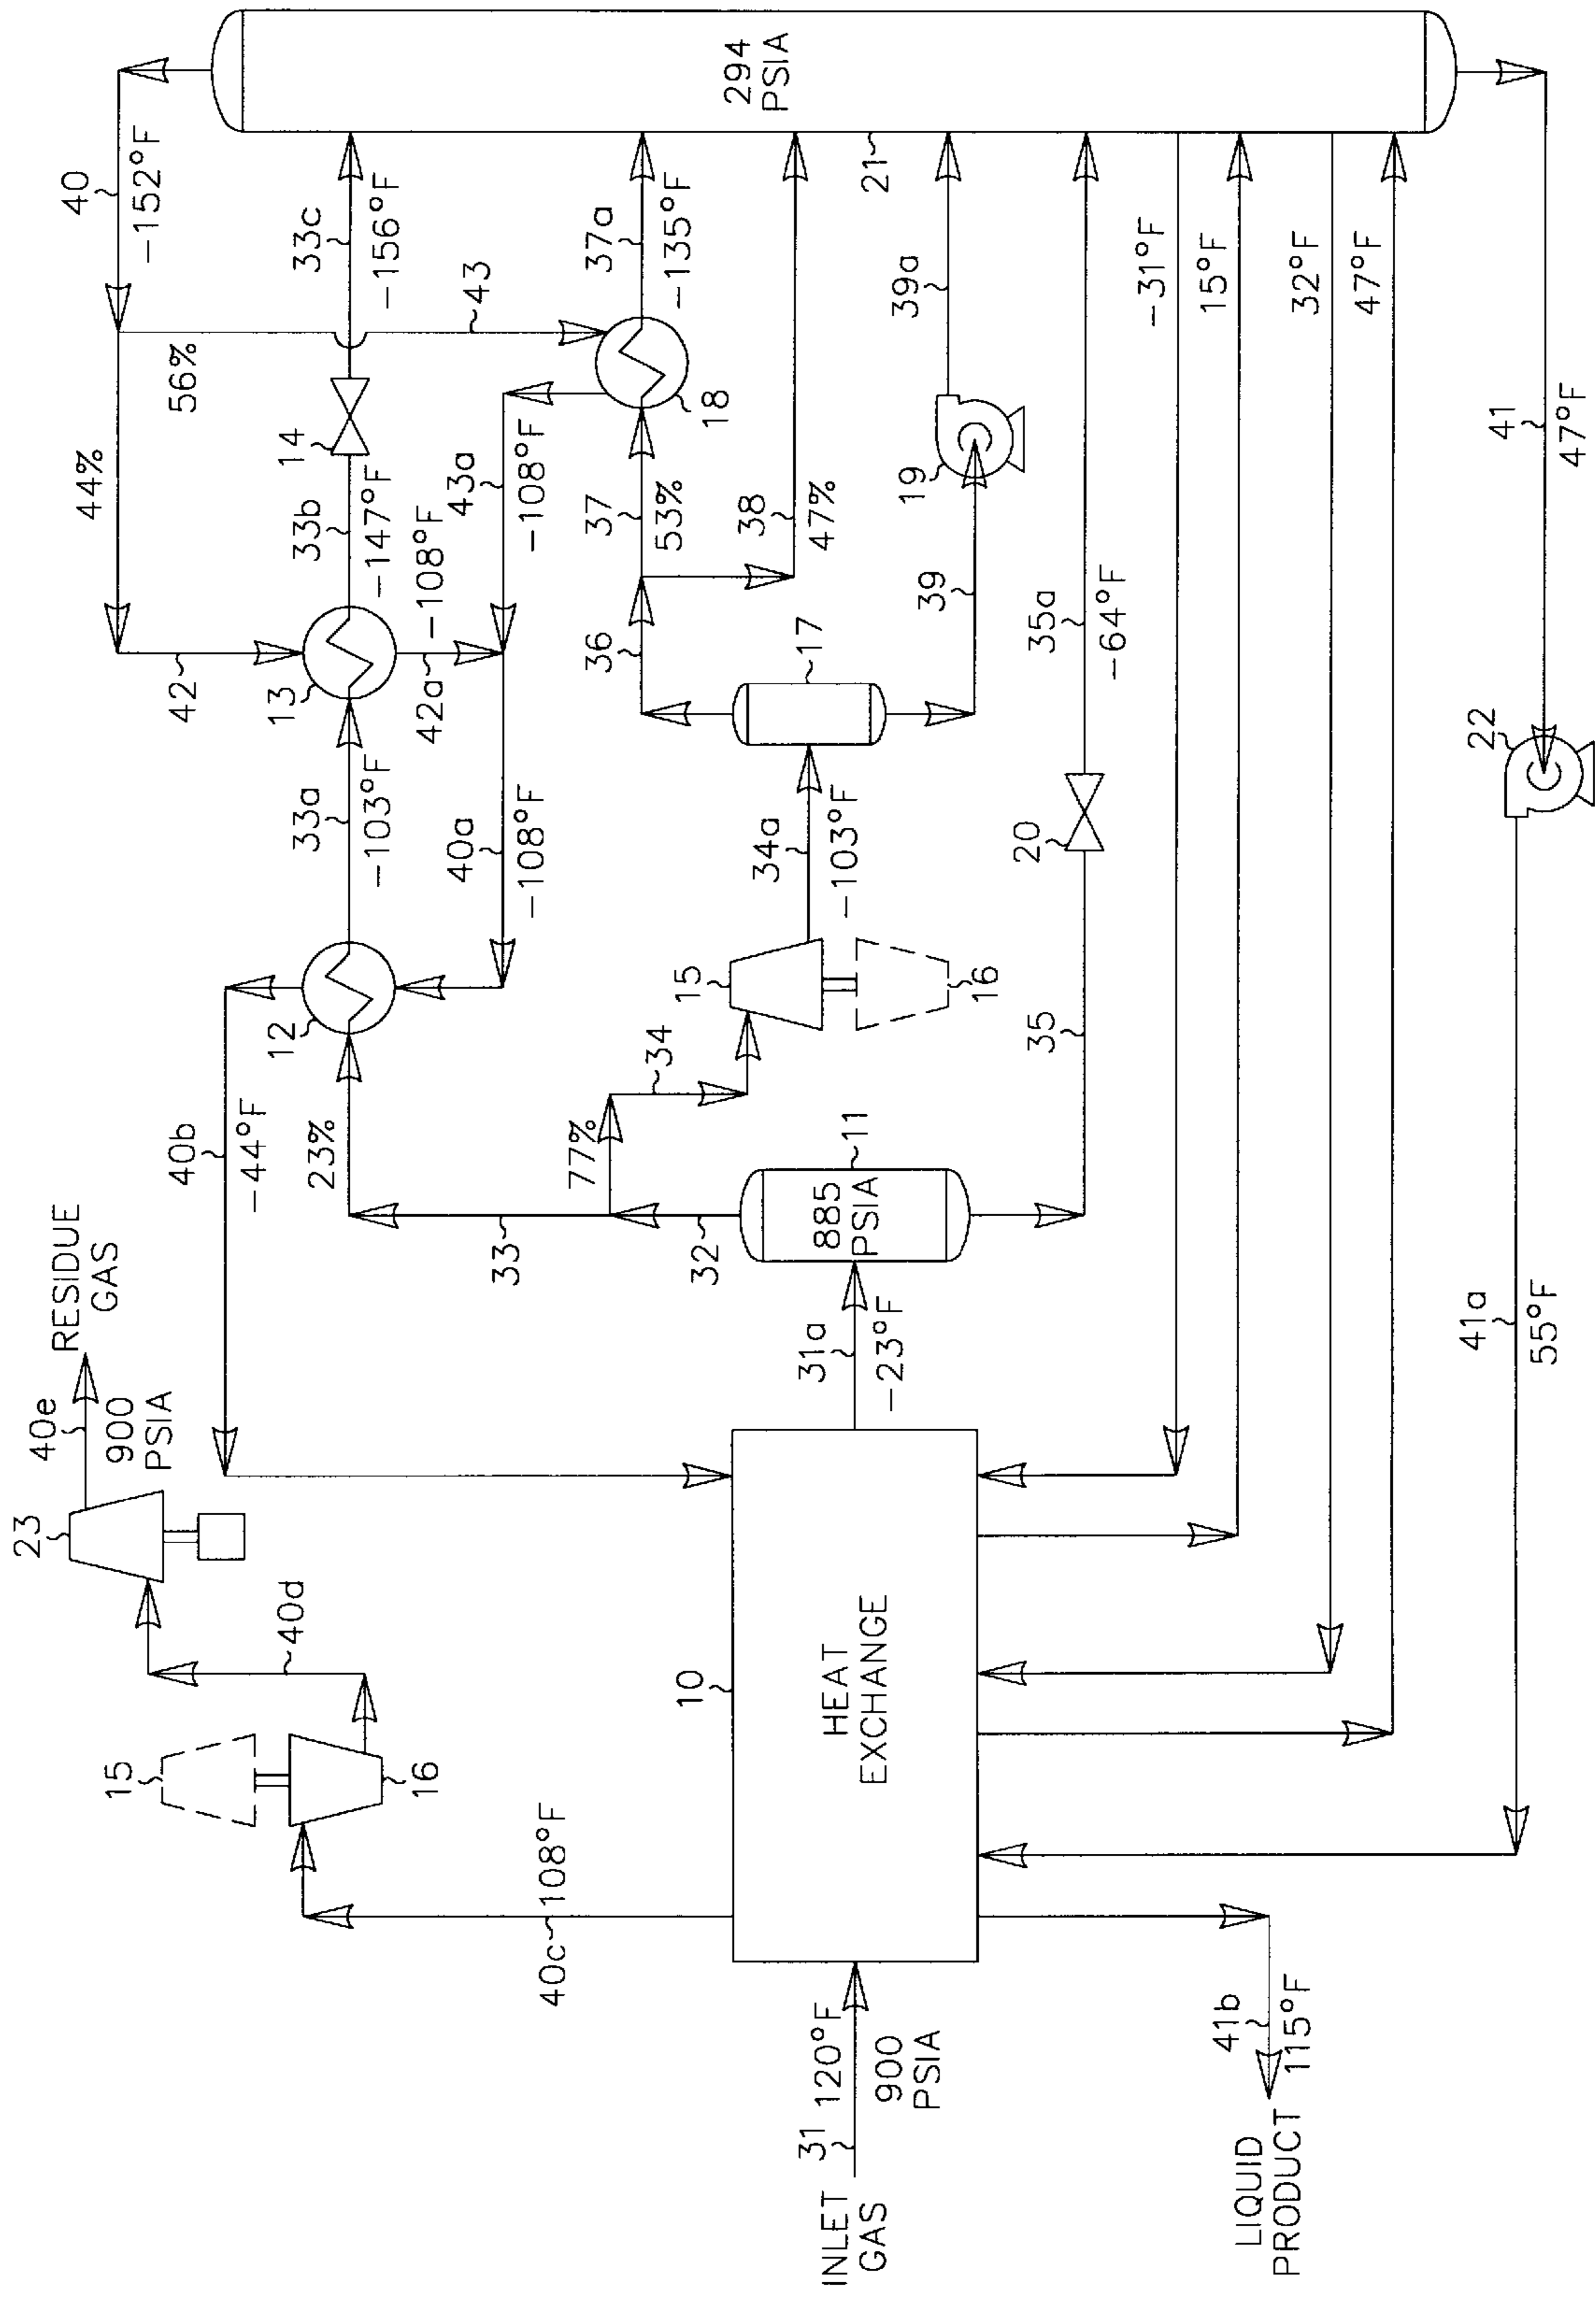 23
40e
RESIDUE
GAS
900
PSIA
40
-152°F
44%
56%
15
16
40d
40b
-44°F
42
23%
12
13
14
33a
-103°F
33b
-147°F
33c
-156°F
42a
-108°F
43a
-108°F
43
40a
-108°F
40c
108°F
33
77%
34
32
36
37
53%
18
37a
-135°F
10
15
16
34a
-103°F
17
38
47%
294
PSIA
31
120°F
900
PSIA
INLET
GAS
HEAT
EXCHANGE
31a
-23°F
11
885
PSIA
39
19
39a
21
35
20
35a
-64°F
-31°F
15°F
32°F
47°F
41b
115°F
LIQUID
PRODUCT
41a
55°F
22
41
47°F